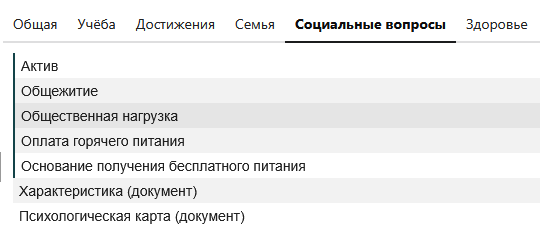 Общая Учёба Достижения Семья Социальные вопросы Здоровье
Актив
Общежитие
Общественная нагрузка
Оплата горячего питания
Основание получения бесплатного питания
Характеристика (документ)
Психологическая карта (документ)